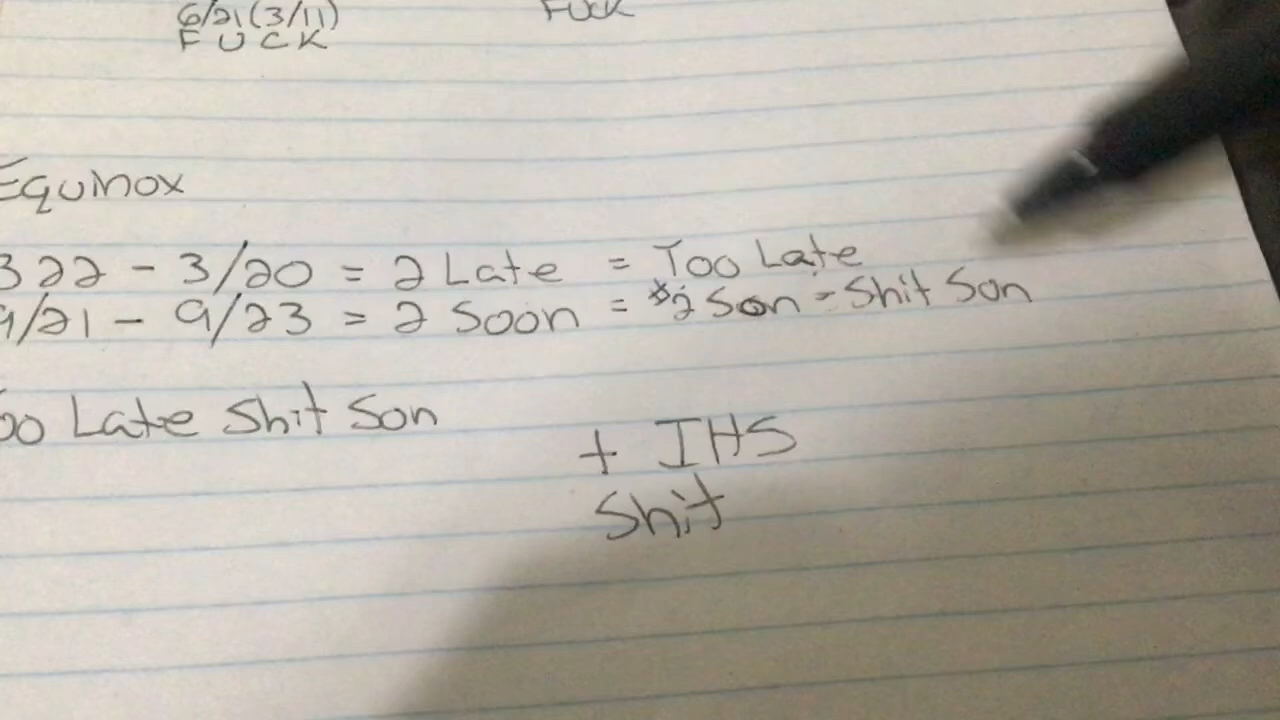 6/21(3/11) FUCK
F U C K
Equinox
322 - 3/20 = 2 Late = Too Late
9/21 - 9/23 = 2 Soon = $2 Son = Shit Son
oo Late Shit Son
+ IHS
Shit